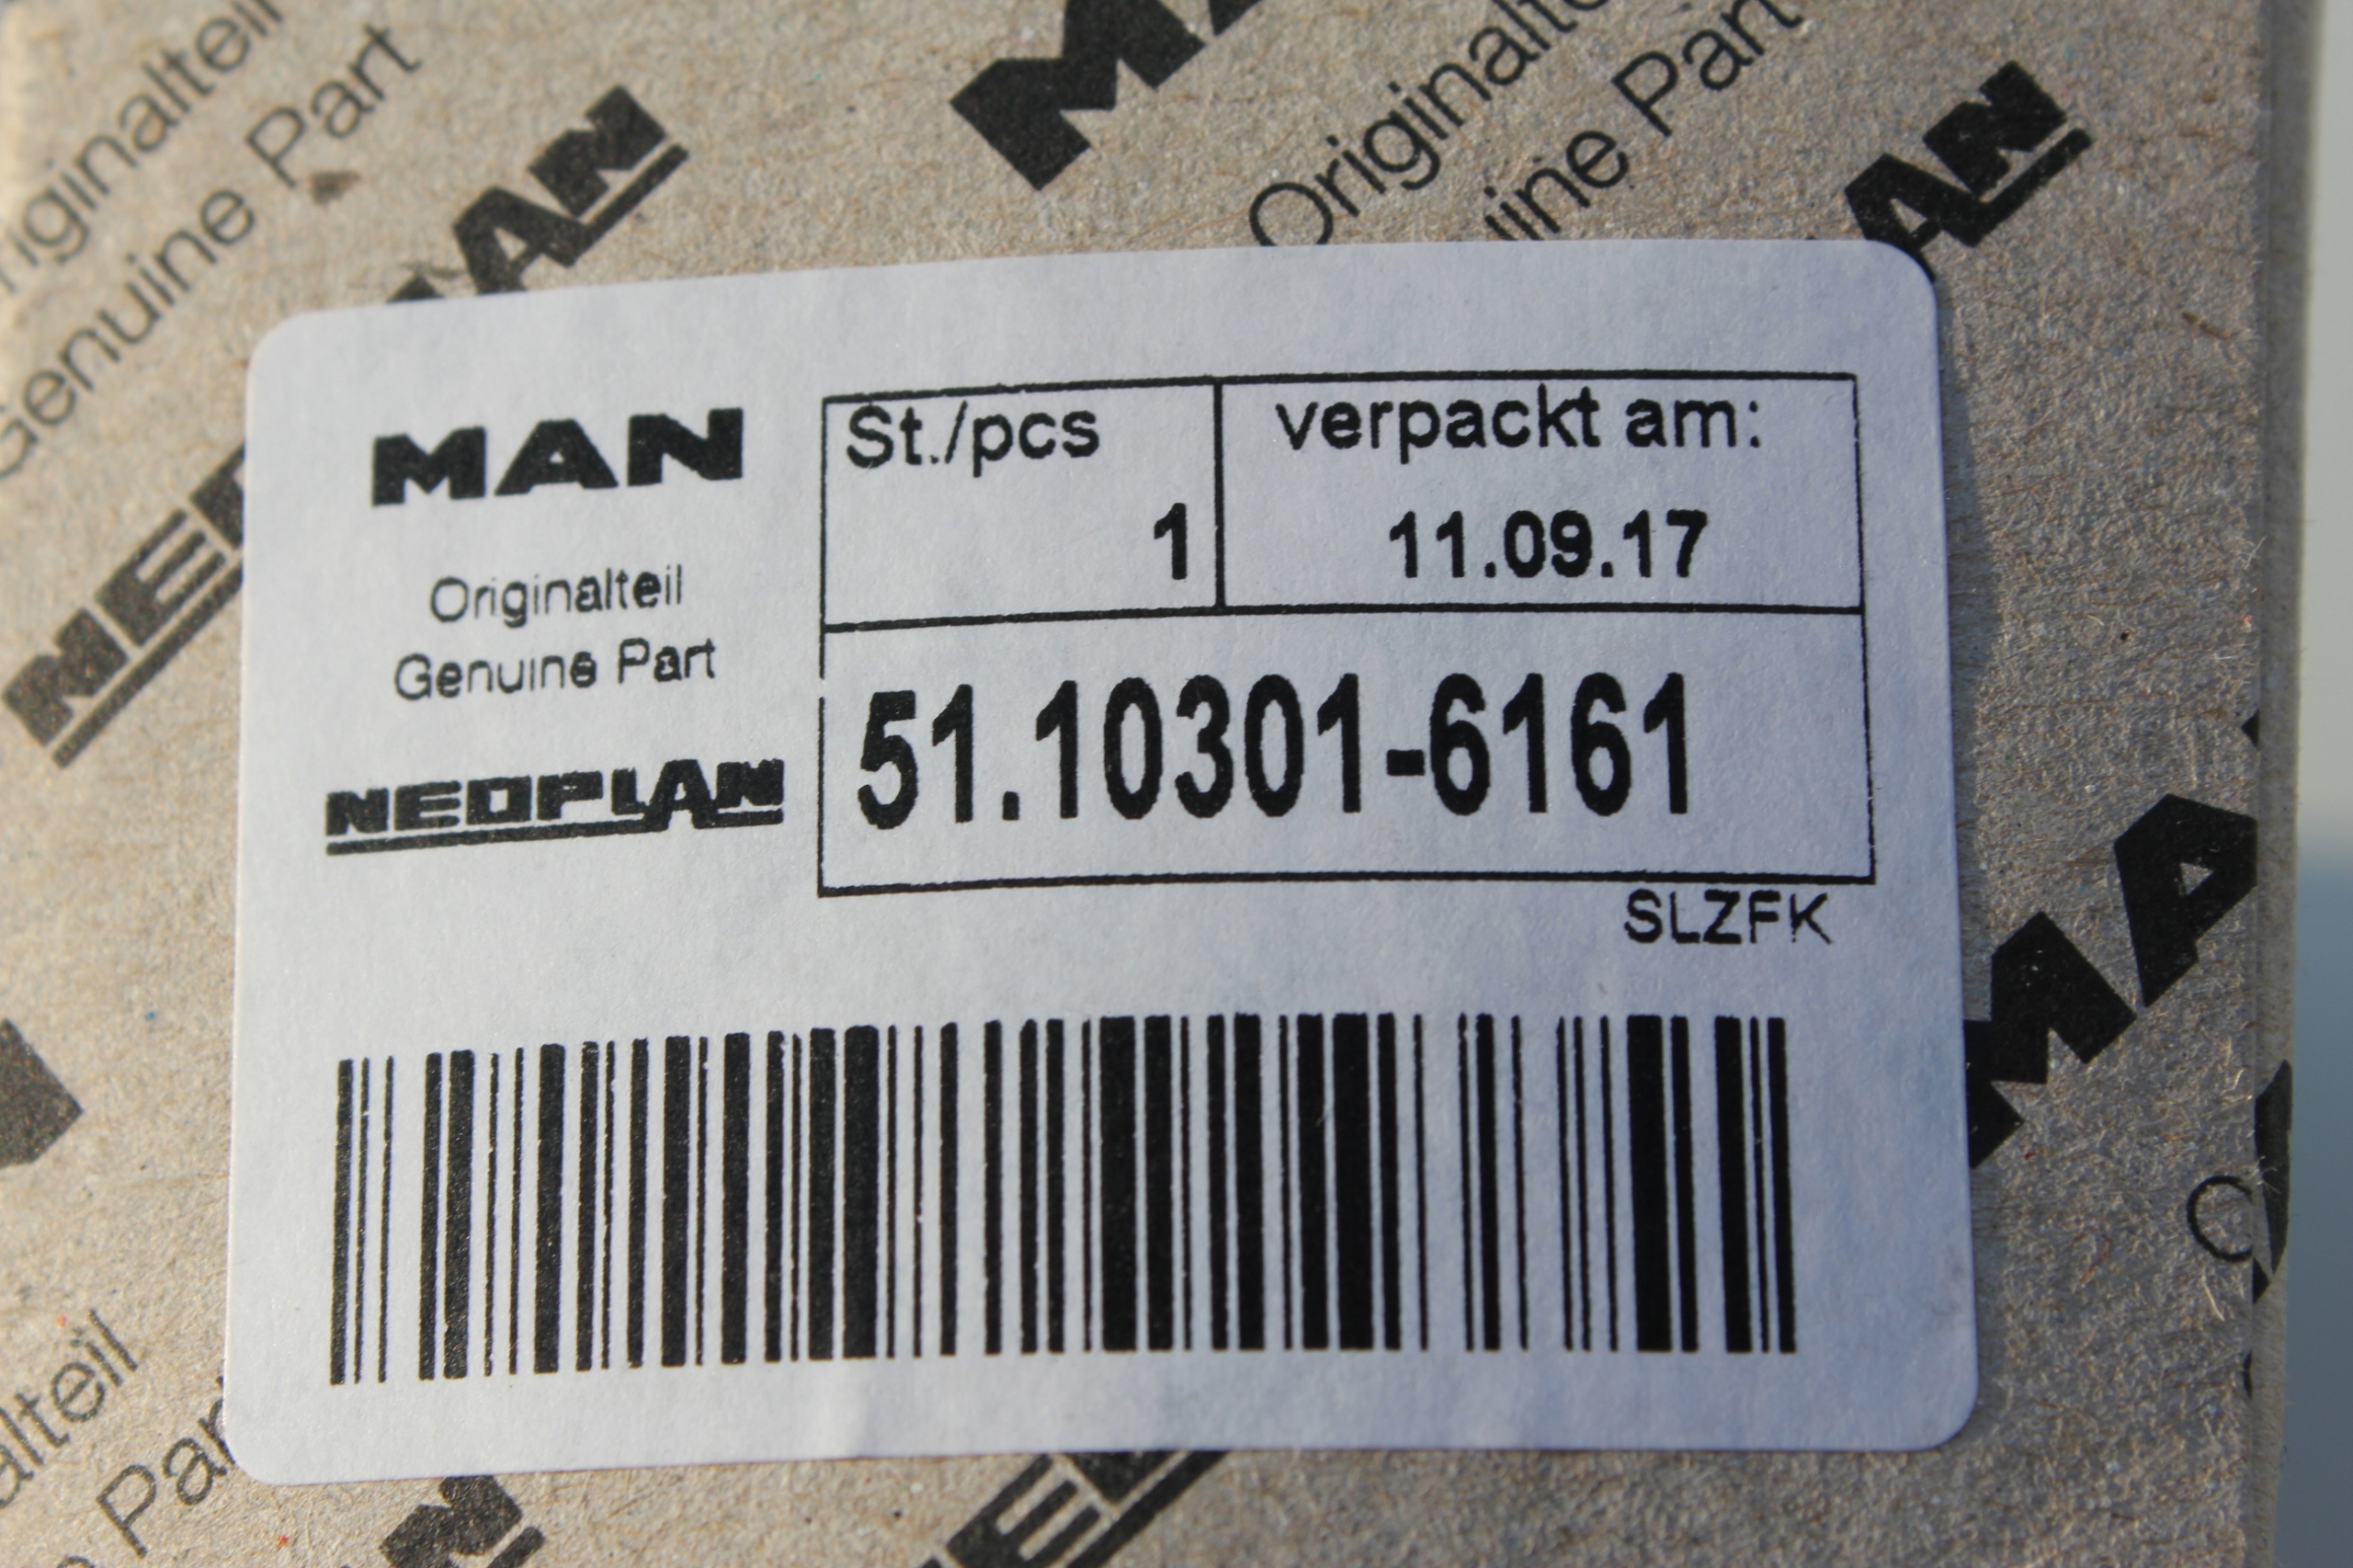 Originalteil
Genuine Part
Originalteil
Part
MAN
St./pcs
verpackt am:
1
11.09.17
Originalteil
Genuine Part
51.10301-6161
NEOPLAN
SLZFK